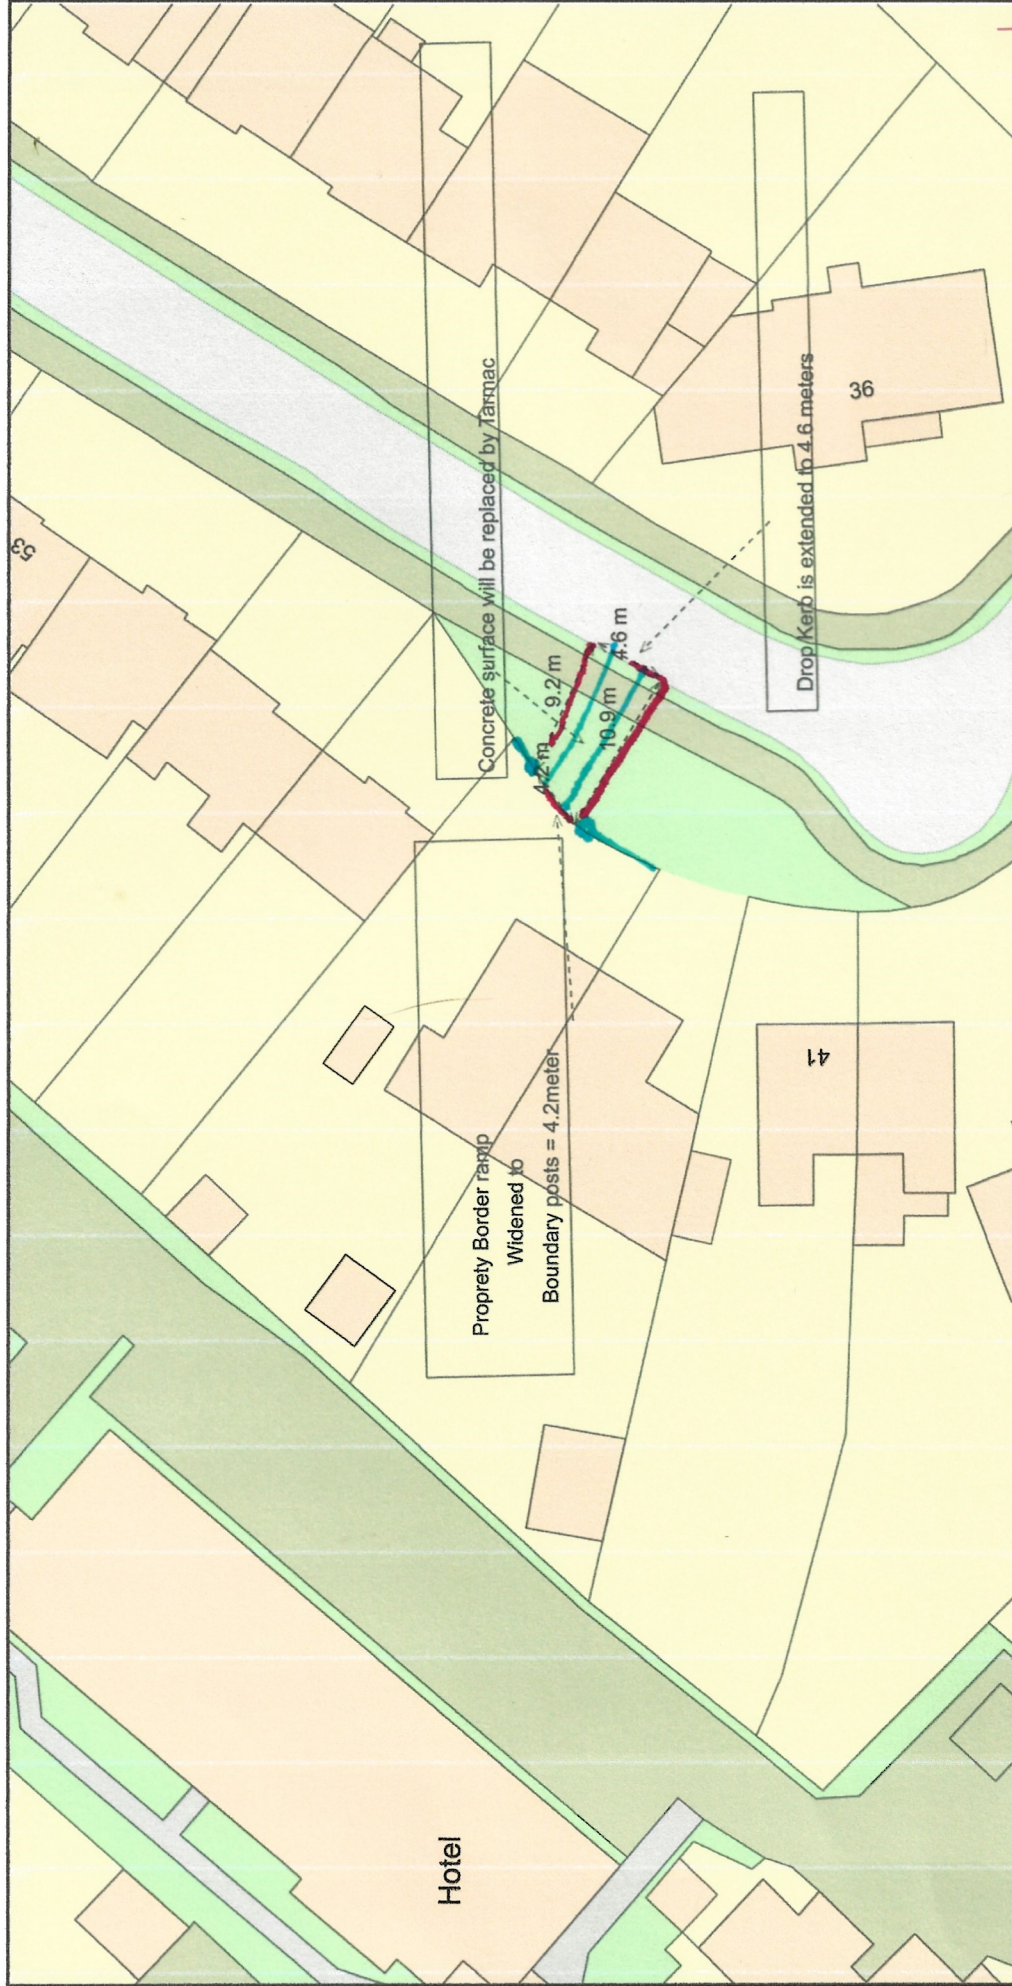 53
Concrete surface will be replaced by Tarmac
36
Drop Kerb is extended to 4.6 meters
9.2 m
4.6 m
10.9 m
4.2 m
Proprety Border ramp
Widened to
Boundary posts = 4.2meter
41
Hotel